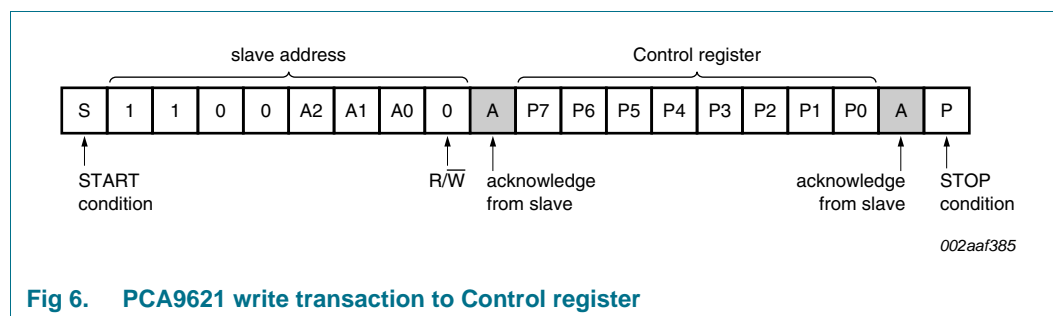 slave address Control register
S 1 1 0 0 A2 A1 A0 0 A P7 P6 P5 P4 P3 P2 P1 P0 A P
START condition
R/W̅
acknowledge from slave
acknowledge from slave
STOP condition
002aaf385
Fig 6. PCA9621 write transaction to Control register